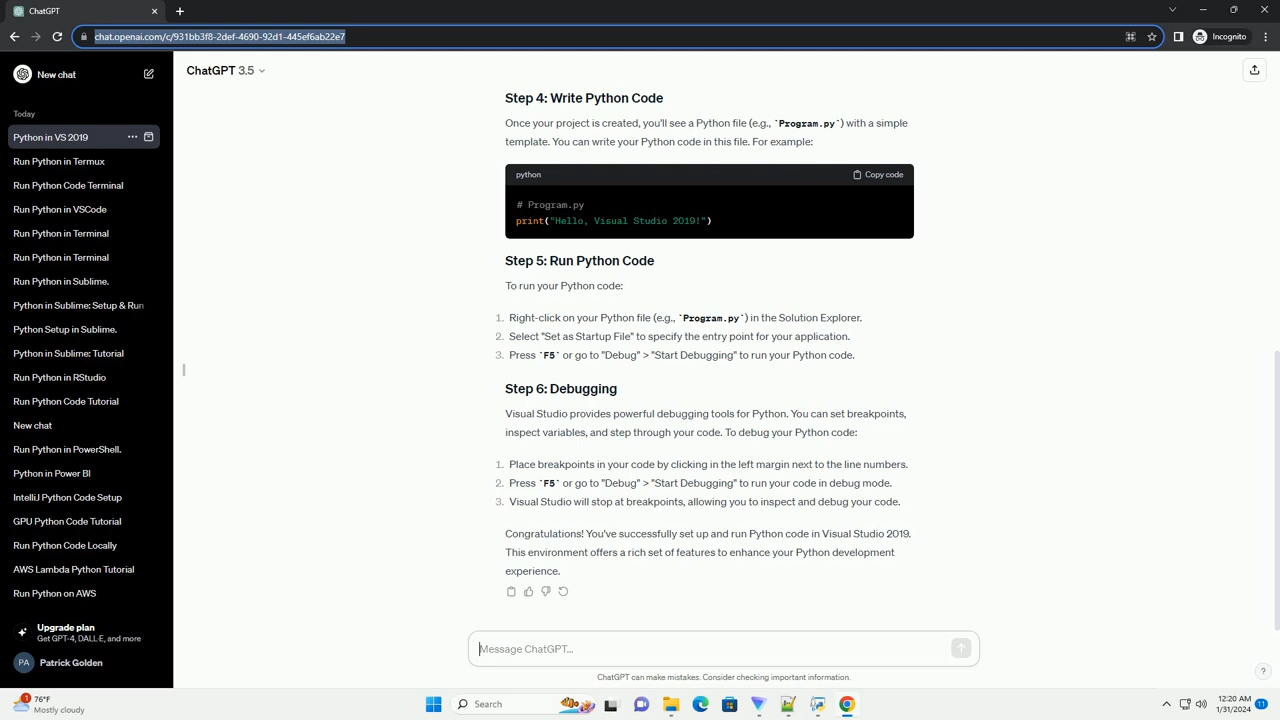 ChatGPT
chat.openai.com/c/931bb3f8-2def-4690-92d1-445ef6ab22e7
Incognito
New chat
ChatGPT 3.5
Today
Python in VS 2019
Run Python in Termux
Run Python Code Terminal
Run Python in VSCode
Run Python in Terminal
Run Python in Terminal
Run Python in Sublime.
Python in Sublime: Setup & Run
Python Setup in Sublime.
Python in Sublime Tutorial
Run Python in RStudio
Run Python Code Tutorial
New chat
Run Python in PowerShell.
Python in Power BI
IntelliJ Python Code Setup
GPU Python Code Tutorial
Run Python Code Locally
AWS Lambda Python Tutorial
Run Python on AWS
Upgrade plan
Get GPT-4, DALL·E, and more
PA
Patrick Golden
Step 4: Write Python Code
Once your project is created, you'll see a Python file (e.g., `Program.py`) with a simple
template. You can write your Python code in this file. For example:
python
Copy code
# Program.py
print("Hello, Visual Studio 2019!")
Step 5: Run Python Code
To run your Python code:
1. Right-click on your Python file (e.g., `Program.py`) in the Solution Explorer.
2. Select "Set as Startup File" to specify the entry point for your application.
3. Press `F5` or go to "Debug" > "Start Debugging" to run your Python code.
Step 6: Debugging
Visual Studio provides powerful debugging tools for Python. You can set breakpoints,
inspect variables, and step through your code. To debug your Python code:
1. Place breakpoints in your code by clicking in the left margin next to the line numbers.
2. Press `F5` or go to "Debug" > "Start Debugging" to run your code in debug mode.
3. Visual Studio will stop at breakpoints, allowing you to inspect and debug your code.
Congratulations! You've successfully set up and run Python code in Visual Studio 2019.
This environment offers a rich set of features to enhance your Python development
experience.
Message ChatGPT...
ChatGPT can make mistakes. Consider checking important information.
?
1
76°F
Mostly cloudy
Search
12:20 AM
1/31/2024
11